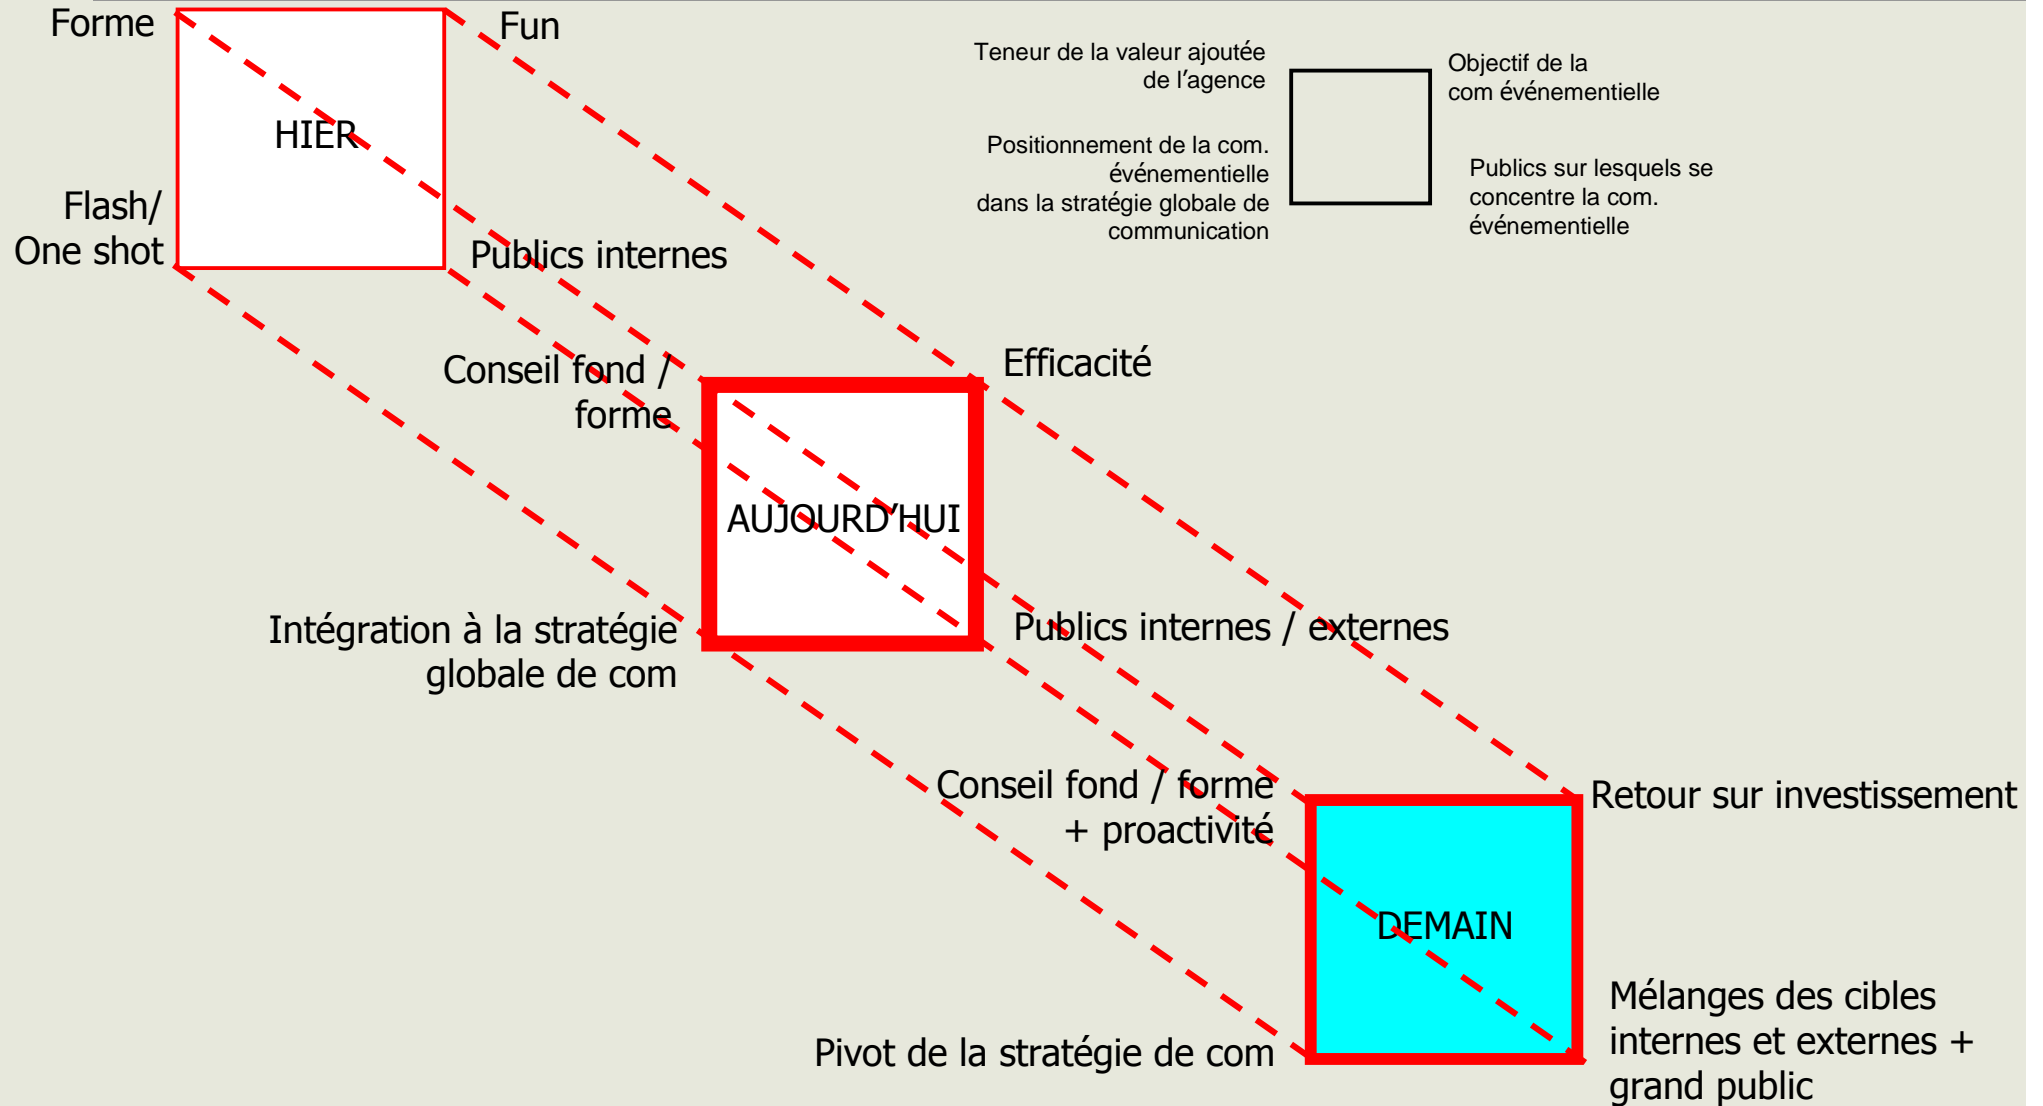 Forme
Fun
HIER
Flash/
One shot
Publics internes
Teneur de la valeur ajoutée
de l'agence
Objectif de la
com événementielle
Positionnement de la com.
événementielle
dans la stratégie globale de
communication
Publics sur lesquels se
concentre la com.
événementielle
Conseil fond /
forme
Efficacité
AUJOURD'HUI
Intégration à la stratégie
globale de com
Publics internes / externes
Conseil fond / forme
+ proactivité
Retour sur investissement
DEMAIN
Pivot de la stratégie de com
Mélanges des cibles
internes et externes +
grand public